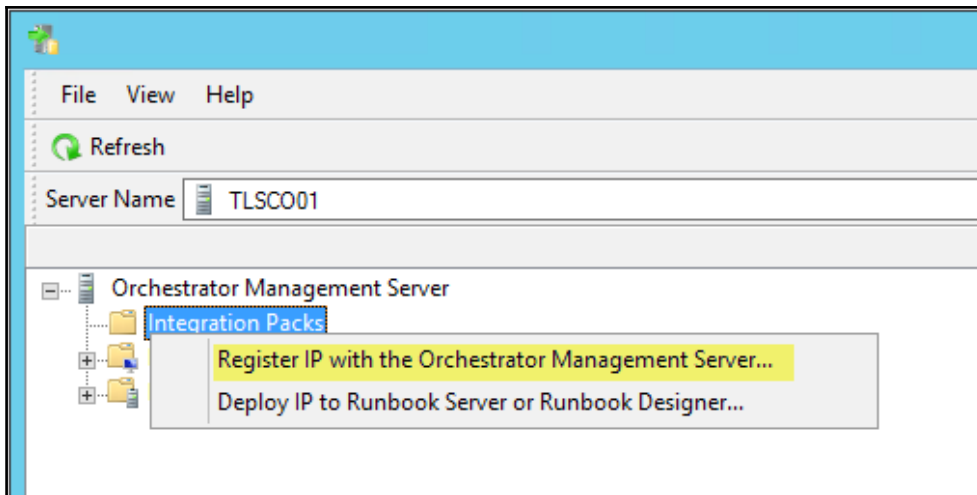 File View Help
Refresh
Server Name TLSCO01
Orchestrator Management Server
Integration Packs
Register IP with the Orchestrator Management Server...
Deploy IP to Runbook Server or Runbook Designer...